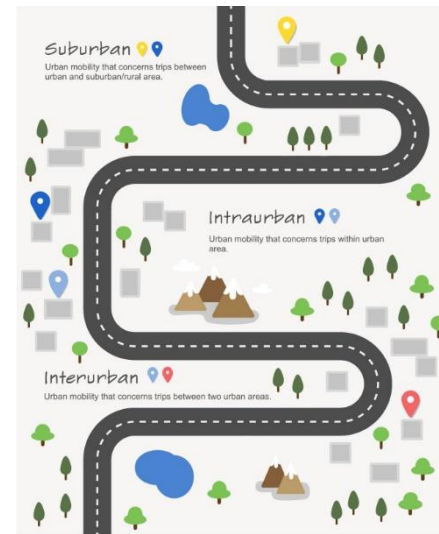 Suburban
Urban mobility that concerns trips between
urban and suburban/rural area.
Intraurban
Urban mobility that concerns trips within urban
area.
Interurban
Urban mobility that concerns trips between two urban areas.